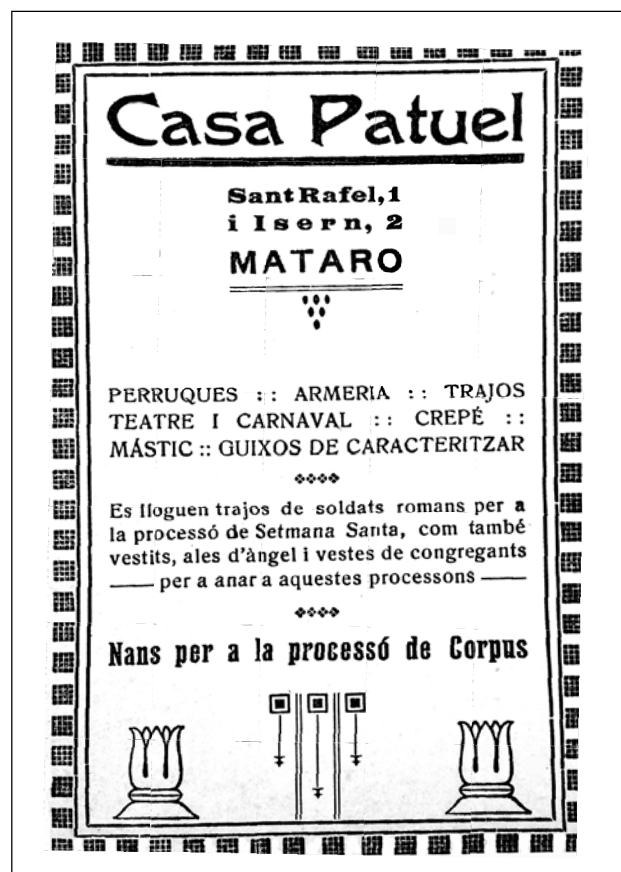 Casa Patuel
Sant Rafel, 1
i Isern, 2
MATARO
PERRUQUES :: ARMERIA :: TRAJOS
TEATRE I CARNAVAL :: CREPÉ ::
MÁSTIC :: GUIXOS DE CARACTERITZAR
Es lloguen trajos de soldats romans per a
la processó de Setmana Santa, com també
vestits, ales d'àngel i vestes de congregants
per a anar a aquestes processons
Nans per a la processó de Corpus